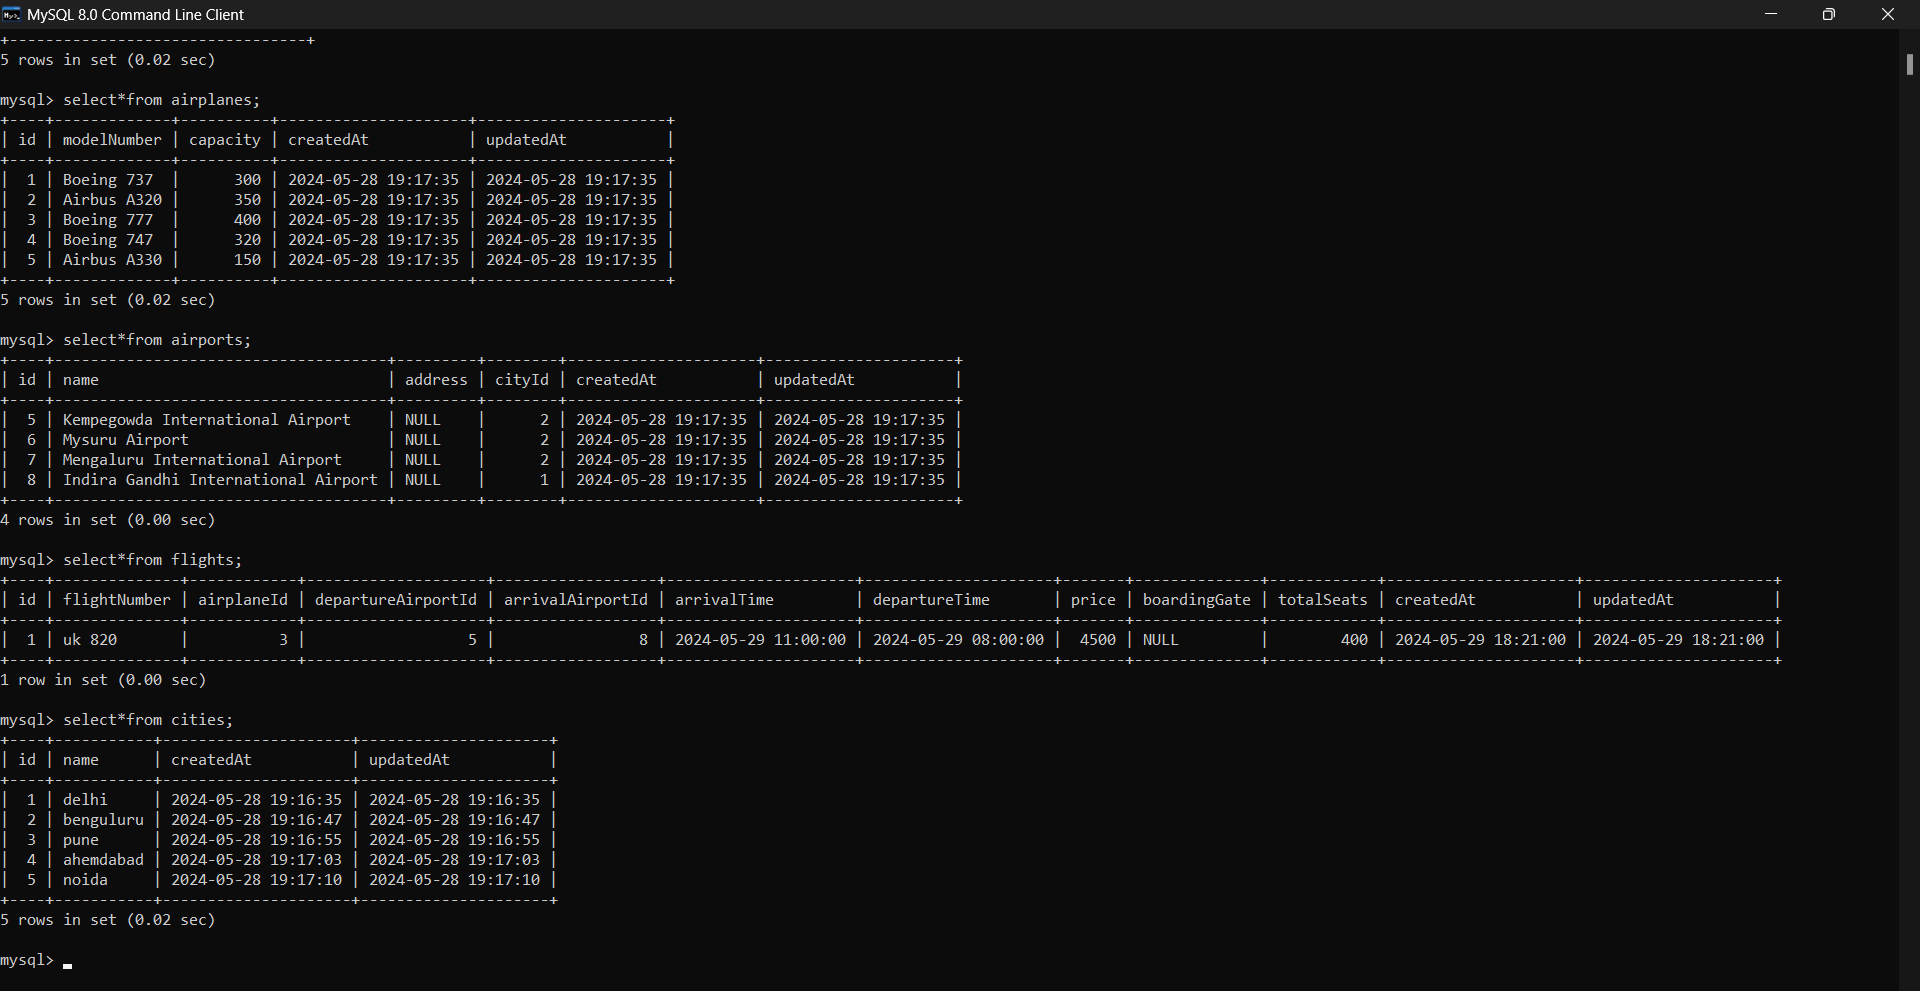 MySQL 8.0 Command Line Client
+---------------------------------+
5 rows in set (0.02 sec)
mysql> select*from airplanes;
+----+-------------+----------+---------------------+---------------------+
| id | modelNumber | capacity | createdAt           | updatedAt           |
+----+-------------+----------+---------------------+---------------------+
|  1 | Boeing 737  |      300 | 2024-05-28 19:17:35 | 2024-05-28 19:17:35 |
|  2 | Airbus A320 |      350 | 2024-05-28 19:17:35 | 2024-05-28 19:17:35 |
|  3 | Boeing 777  |      400 | 2024-05-28 19:17:35 | 2024-05-28 19:17:35 |
|  4 | Boeing 747  |      320 | 2024-05-28 19:17:35 | 2024-05-28 19:17:35 |
|  5 | Airbus A330 |      150 | 2024-05-28 19:17:35 | 2024-05-28 19:17:35 |
+----+-------------+----------+---------------------+---------------------+
5 rows in set (0.02 sec)
mysql> select*from airports;
+----+-------------------------------------+---------+--------+---------------------+---------------------+
| id | name                                | address | cityId | createdAt           | updatedAt           |
+----+-------------------------------------+---------+--------+---------------------+---------------------+
|  5 | Kempegowda International Airport    | NULL    |      2 | 2024-05-28 19:17:35 | 2024-05-28 19:17:35 |
|  6 | Mysuru Airport                      | NULL    |      2 | 2024-05-28 19:17:35 | 2024-05-28 19:17:35 |
|  7 | Mengaluru International Airport     | NULL    |      2 | 2024-05-28 19:17:35 | 2024-05-28 19:17:35 |
|  8 | Indira Gandhi International Airport | NULL    |      1 | 2024-05-28 19:17:35 | 2024-05-28 19:17:35 |
+----+-------------------------------------+---------+--------+---------------------+---------------------+
4 rows in set (0.00 sec)
mysql> select*from flights;
+----+--------------+------------+--------------------+------------------+---------------------+---------------------+-------+--------------+------------+---------------------+---------------------+
| id | flightNumber | airplaneId | departureAirportId | arrivalAirportId | arrivalTime         | departureTime       | price | boardingGate | totalSeats | createdAt           | updatedAt           |
+----+--------------+------------+--------------------+------------------+---------------------+---------------------+-------+--------------+------------+---------------------+---------------------+
|  1 | uk 820       |          3 |                  5 |                8 | 2024-05-29 11:00:00 | 2024-05-29 08:00:00 |  4500 | NULL         |        400 | 2024-05-29 18:21:00 | 2024-05-29 18:21:00 |
+----+--------------+------------+--------------------+------------------+---------------------+---------------------+-------+--------------+------------+---------------------+---------------------+
1 row in set (0.00 sec)
mysql> select*from cities;
+----+-----------+---------------------+---------------------+
| id | name      | createdAt           | updatedAt           |
+----+-----------+---------------------+---------------------+
|  1 | delhi     | 2024-05-28 19:16:35 | 2024-05-28 19:16:35 |
|  2 | benguluru | 2024-05-28 19:16:47 | 2024-05-28 19:16:47 |
|  3 | pune      | 2024-05-28 19:16:55 | 2024-05-28 19:16:55 |
|  4 | ahemdabad | 2024-05-28 19:17:03 | 2024-05-28 19:17:03 |
|  5 | noida     | 2024-05-28 19:17:10 | 2024-05-28 19:17:10 |
+----+-----------+---------------------+---------------------+
5 rows in set (0.02 sec)
mysql>